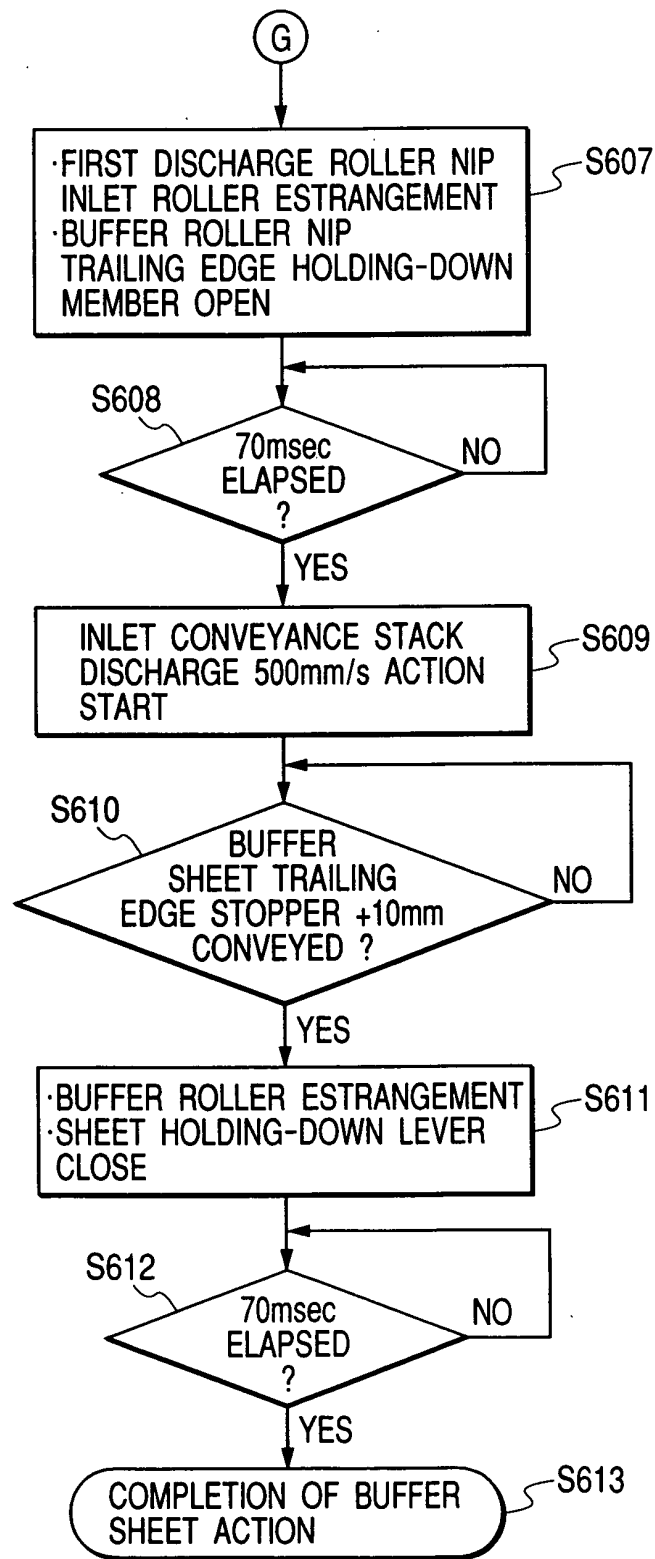 G
·FIRST DISCHARGE ROLLER NIP
INLET ROLLER ESTRANGEMENT
·BUFFER ROLLER NIP
TRAILING EDGE HOLDING-DOWN
MEMBER OPEN
S607
S608
70msec
ELAPSED
?
NO
YES
INLET CONVEYANCE STACK
DISCHARGE 500mm/s ACTION
START
S609
S610
BUFFER
SHEET TRAILING
EDGE STOPPER +10mm
CONVEYED ?
NO
YES
·BUFFER ROLLER ESTRANGEMENT
·SHEET HOLDING-DOWN LEVER
CLOSE
S611
S612
70msec
ELAPSED
?
NO
YES
COMPLETION OF BUFFER
SHEET ACTION
S613